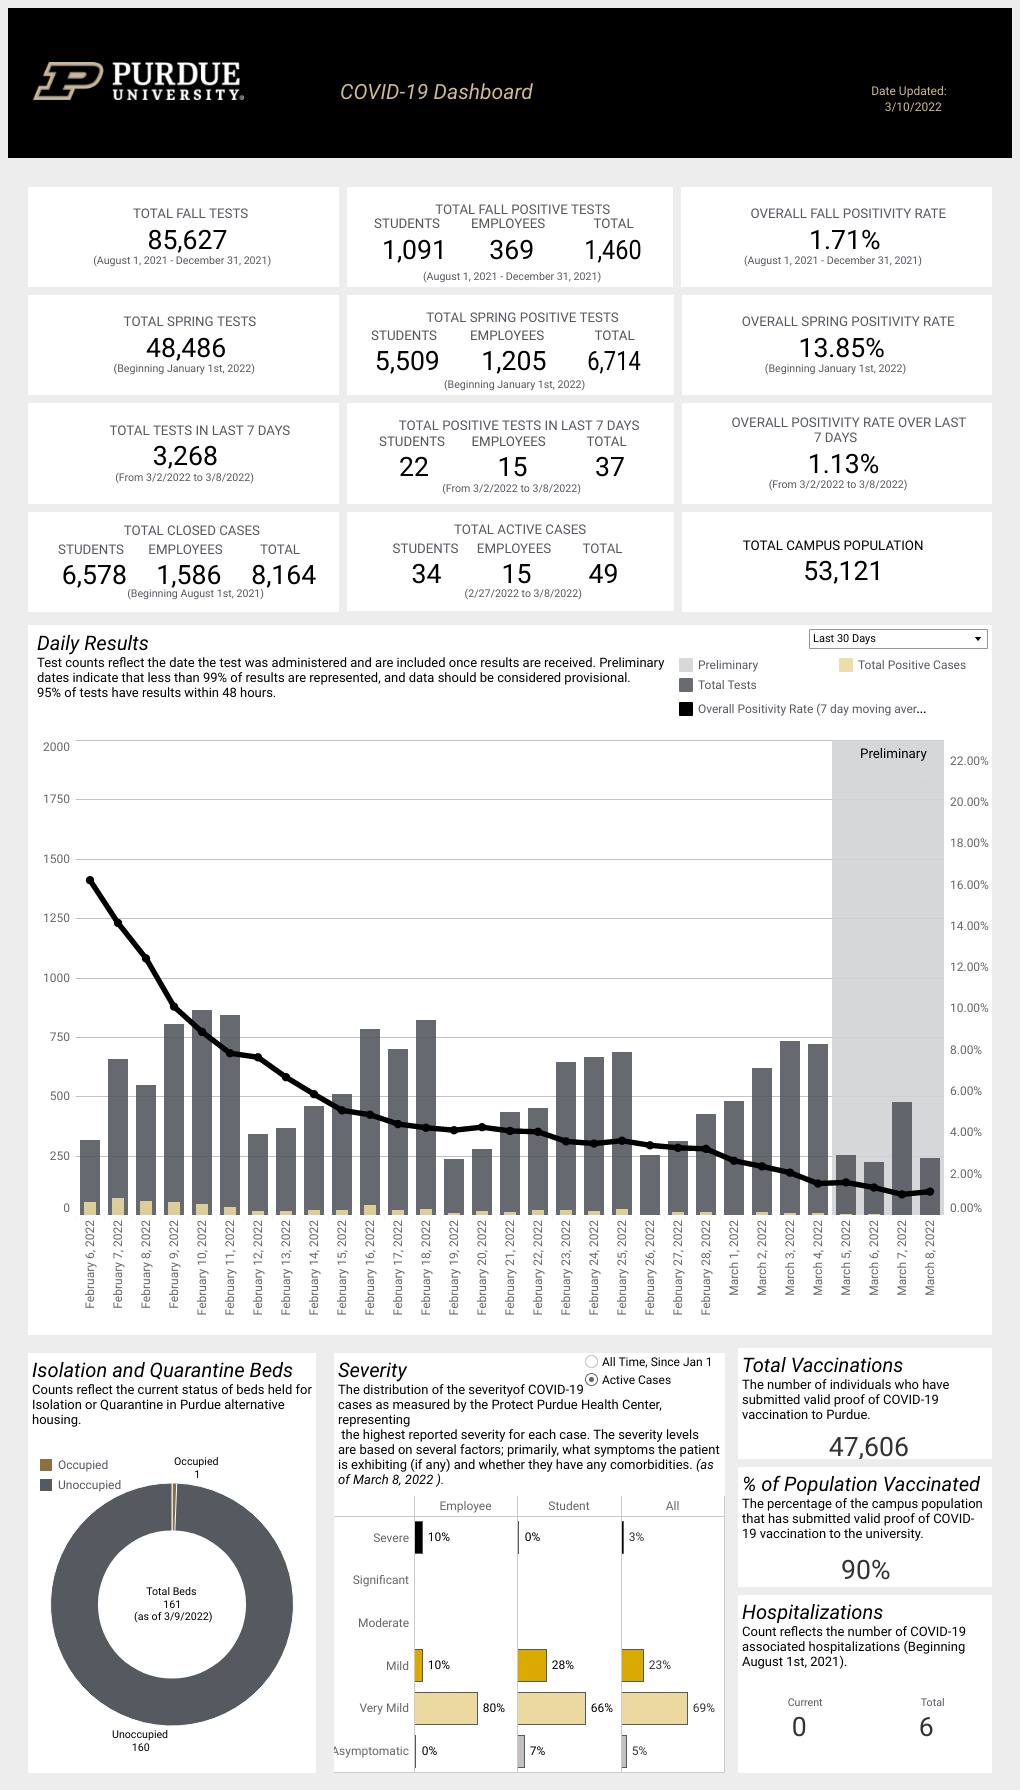 PURDUE
UNIVERSITY®
COVID-19 Dashboard
Date Updated:
3/10/2022
TOTAL FALL TESTS
85,627
(August 1, 2021 - December 31, 2021)
TOTAL FALL POSITIVE TESTS
STUDENTS EMPLOYEES TOTAL
1,091 369 1,460
(August 1, 2021 - December 31, 2021)
OVERALL FALL POSITIVITY RATE
1.71%
(August 1, 2021 - December 31, 2021)
TOTAL SPRING TESTS
48,486
(Beginning January 1st, 2022)
TOTAL SPRING POSITIVE TESTS
STUDENTS EMPLOYEES TOTAL
5,509 1,205 6,714
(Beginning January 1st, 2022)
OVERALL SPRING POSITIVITY RATE
13.85%
(Beginning January 1st, 2022)
TOTAL TESTS IN LAST 7 DAYS
3,268
(From 3/2/2022 to 3/8/2022)
TOTAL POSITIVE TESTS IN LAST 7 DAYS
STUDENTS EMPLOYEES TOTAL
22 15 37
(From 3/2/2022 to 3/8/2022)
OVERALL POSITIVITY RATE OVER LAST
7 DAYS
1.13%
(From 3/2/2022 to 3/8/2022)
TOTAL CLOSED CASES
STUDENTS EMPLOYEES TOTAL
6,578 1,586 8,164
(Beginning August 1st, 2021)
TOTAL ACTIVE CASES
STUDENTS EMPLOYEES TOTAL
34 15 49
(2/27/2022 to 3/8/2022)
TOTAL CAMPUS POPULATION
53,121
Daily Results
Test counts reflect the date the test was administered and are included once results are received. Preliminary
dates indicate that less than 99% of results are represented, and data should be considered provisional.
95% of tests have results within 48 hours.
Last 30 Days
Preliminary
Total Positive Cases
Total Tests
Overall Positivity Rate (7 day moving aver...
Preliminary
2000
1750
1500
1250
1000
750
500
250
0
22.00%
20.00%
18.00%
16.00%
14.00%
12.00%
10.00%
8.00%
6.00%
4.00%
2.00%
0.00%
February 6, 2022
February 7, 2022
February 8, 2022
February 9, 2022
February 10, 2022
February 11, 2022
February 12, 2022
February 13, 2022
February 14, 2022
February 15, 2022
February 16, 2022
February 17, 2022
February 18, 2022
February 19, 2022
February 20, 2022
February 21, 2022
February 22, 2022
February 23, 2022
February 24, 2022
February 25, 2022
February 26, 2022
February 27, 2022
February 28, 2022
March 1, 2022
March 2, 2022
March 3, 2022
March 4, 2022
March 5, 2022
March 6, 2022
March 7, 2022
March 8, 2022
Isolation and Quarantine Beds
Counts reflect the current status of beds held for
Isolation or Quarantine in Purdue alternative
housing.
Occupied
Unoccupied
Occupied
1
Total Beds
161
(as of 3/9/2022)
Unoccupied
160
Severity
All Time, Since Jan 1
Active Cases
The distribution of the severityof COVID-19
cases as measured by the Protect Purdue Health Center,
representing
the highest reported severity for each case. The severity levels
are based on several factors; primarily, what symptoms the patient
is exhibiting (if any) and whether they have any comorbidities. (as
of March 8, 2022 ).
Employee Student All
Severe 10% 0% 3%
Significant
Moderate
Mild 10% 28% 23%
Very Mild 80% 66% 69%
Asymptomatic 0% 7% 5%
Total Vaccinations
The number of individuals who have
submitted valid proof of COVID-19
vaccination to Purdue.
47,606
% of Population Vaccinated
The percentage of the campus population
that has submitted valid proof of COVID-
19 vaccination to the university.
90%
Hospitalizations
Count reflects the number of COVID-19
associated hospitalizations (Beginning
August 1st, 2021).
Current Total
0 6